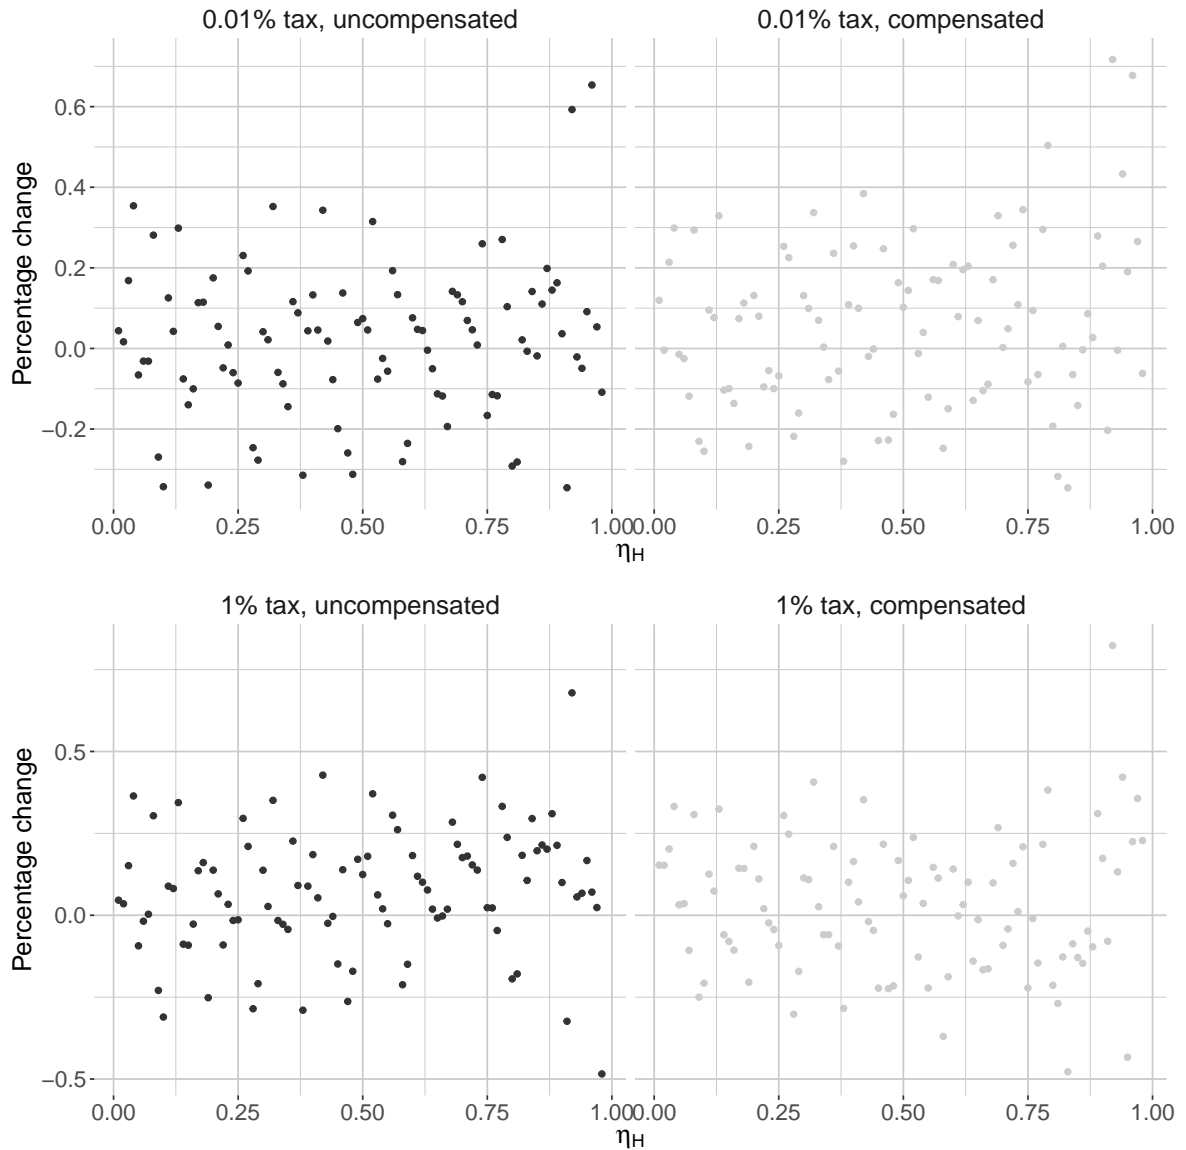 0.01% tax, uncompensated
0.01% tax, compensated
Percentage change
0.6
0.4
0.2
0.0
−0.2
0.00 0.25 0.50 0.75 1.00
0.00 0.25 0.50 0.75 1.00
ηH
1% tax, uncompensated
1% tax, compensated
Percentage change
0.5
0.0
−0.5
0.00 0.25 0.50 0.75 1.00
0.00 0.25 0.50 0.75 1.00
ηH